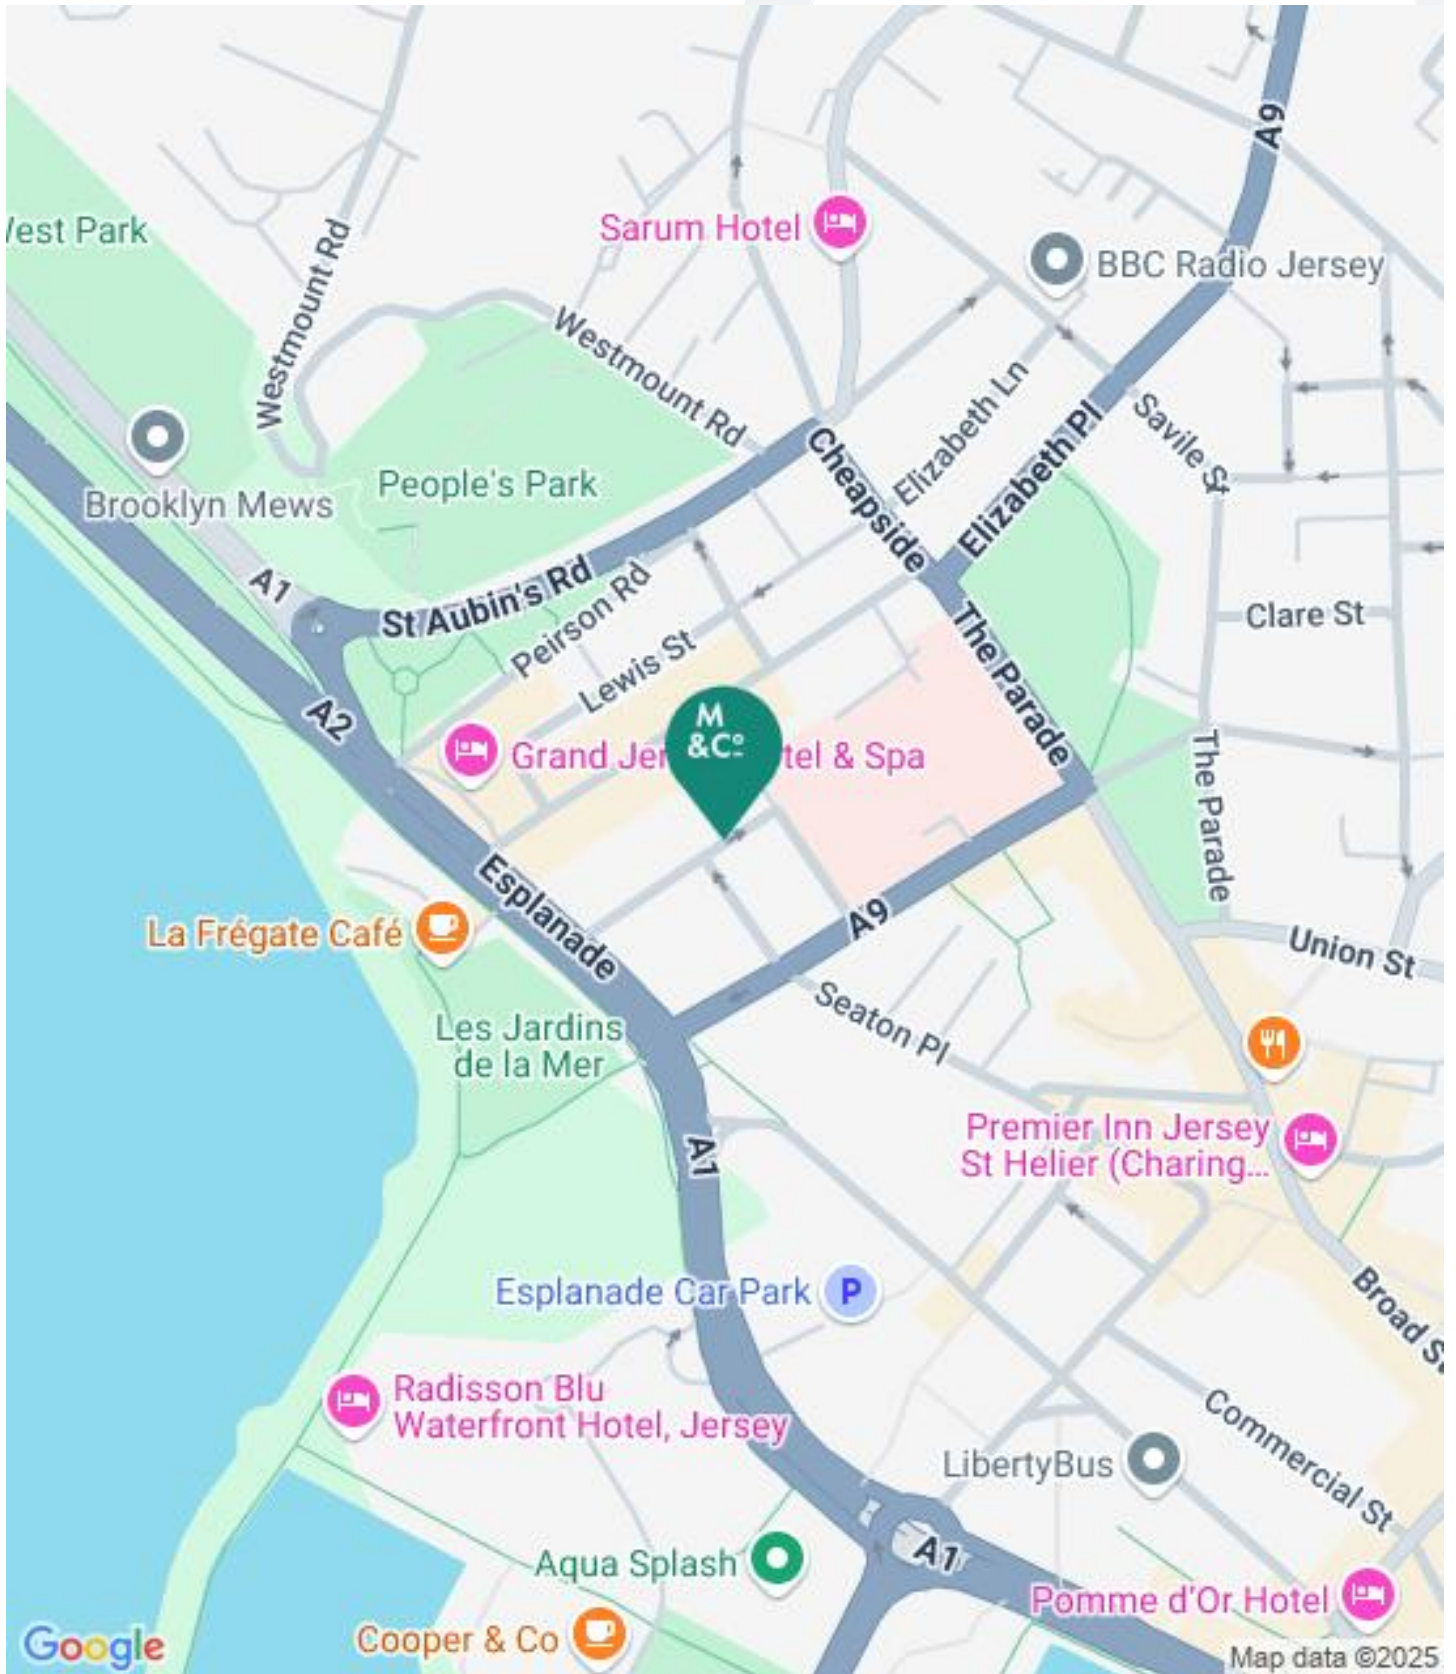 A9
Sarum Hotel
BBC Radio Jersey
West Park
Westmount Rd
Westmount Rd
Elizabeth Ln
Savile St
Brooklyn Mews
People's Park
Cheapside
Elizabeth Pl
A1
St Aubin's Rd
Peirson Rd
Clare St
Lewis St
The Parade
A2
M
&Co
Grand Jer
tel & Spa
The Parade
Esplanade
La Frégate Café
A9
Union St
Seaton Pl
Les Jardins
de la Mer
A1
Premier Inn Jersey
St Helier (Charing...
Esplanade Car Park
P
Broad St
Radisson Blu
Waterfront Hotel, Jersey
Commercial St
LibertyBus
Aqua Splash
A1
Pomme d'Or Hotel
Cooper & Co
Google
Map data ©2025